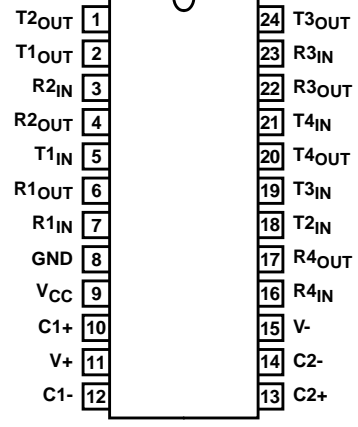 T2OUT 1 24 T3OUT
T1OUT 2 23 R3IN
R2IN 3 22 R3OUT
R2OUT 4 21 T4IN
T1IN 5 20 T4OUT
R1OUT 6 19 T3IN
R1IN 7 18 T2IN
GND 8 17 R4OUT
VCC 9 16 R4IN
C1+ 10 15 V-
V+ 11 14 C2-
C1- 12 13 C2+